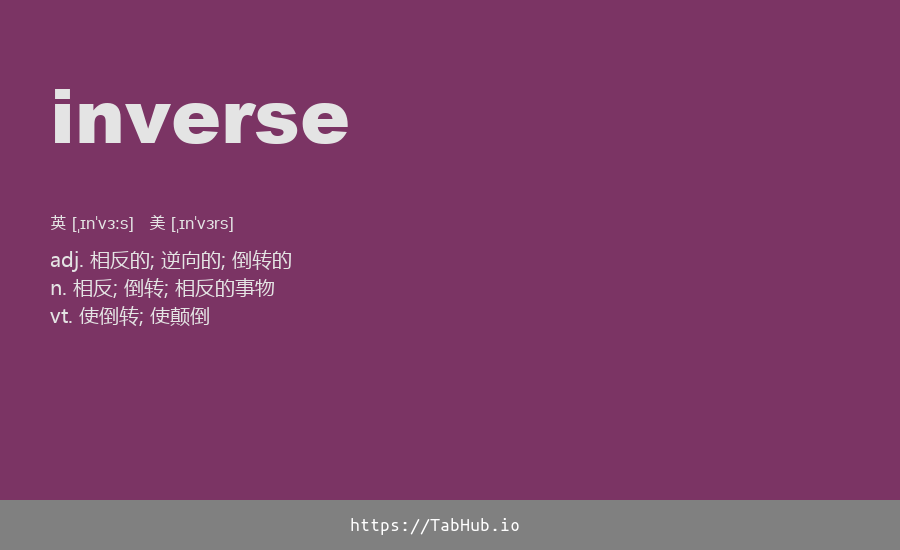 inverse
英 [ˌɪnˈvɜːs] 美 [ˌɪnˈvɜrs]
adj. 相反的; 逆向的; 倒转的
n. 相反; 倒转; 相反的事物
vt. 使倒转; 使颠倒
https://TabHub.io